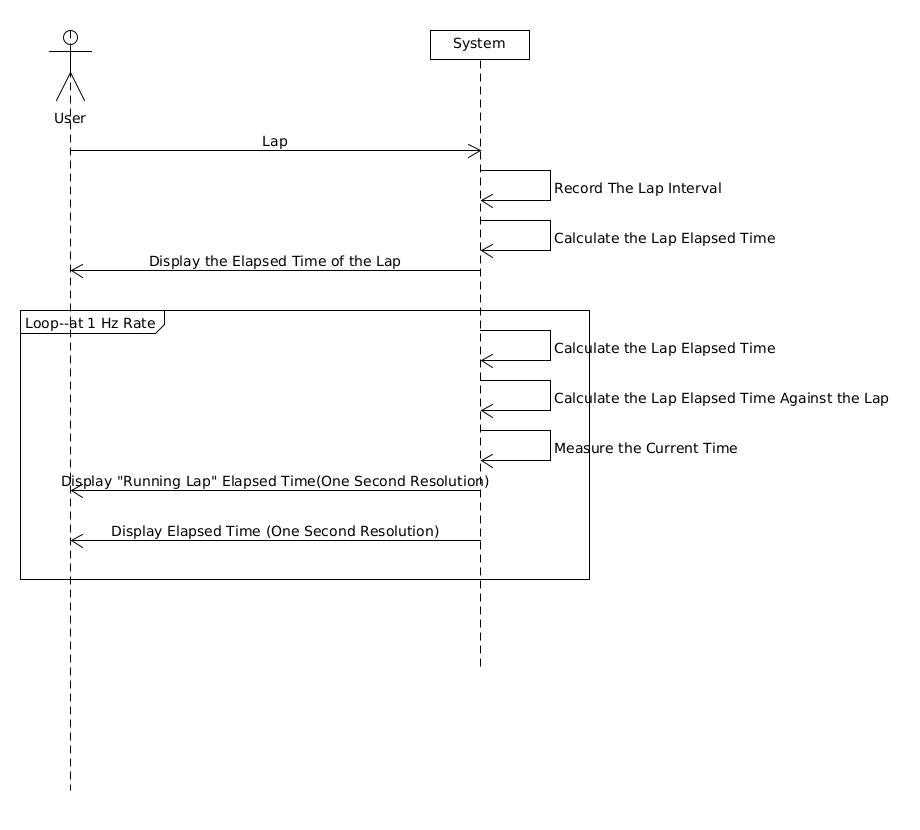 System
User
Lap
Record The Lap Interval
Calculate the Lap Elapsed Time
Display the Elapsed Time of the Lap
Loop--at 1 Hz Rate
Calculate the Lap Elapsed Time
Calculate the Lap Elapsed Time Against the Lap
Measure the Current Time
Display "Running Lap" Elapsed Time(One Second Resolution)
Display Elapsed Time (One Second Resolution)